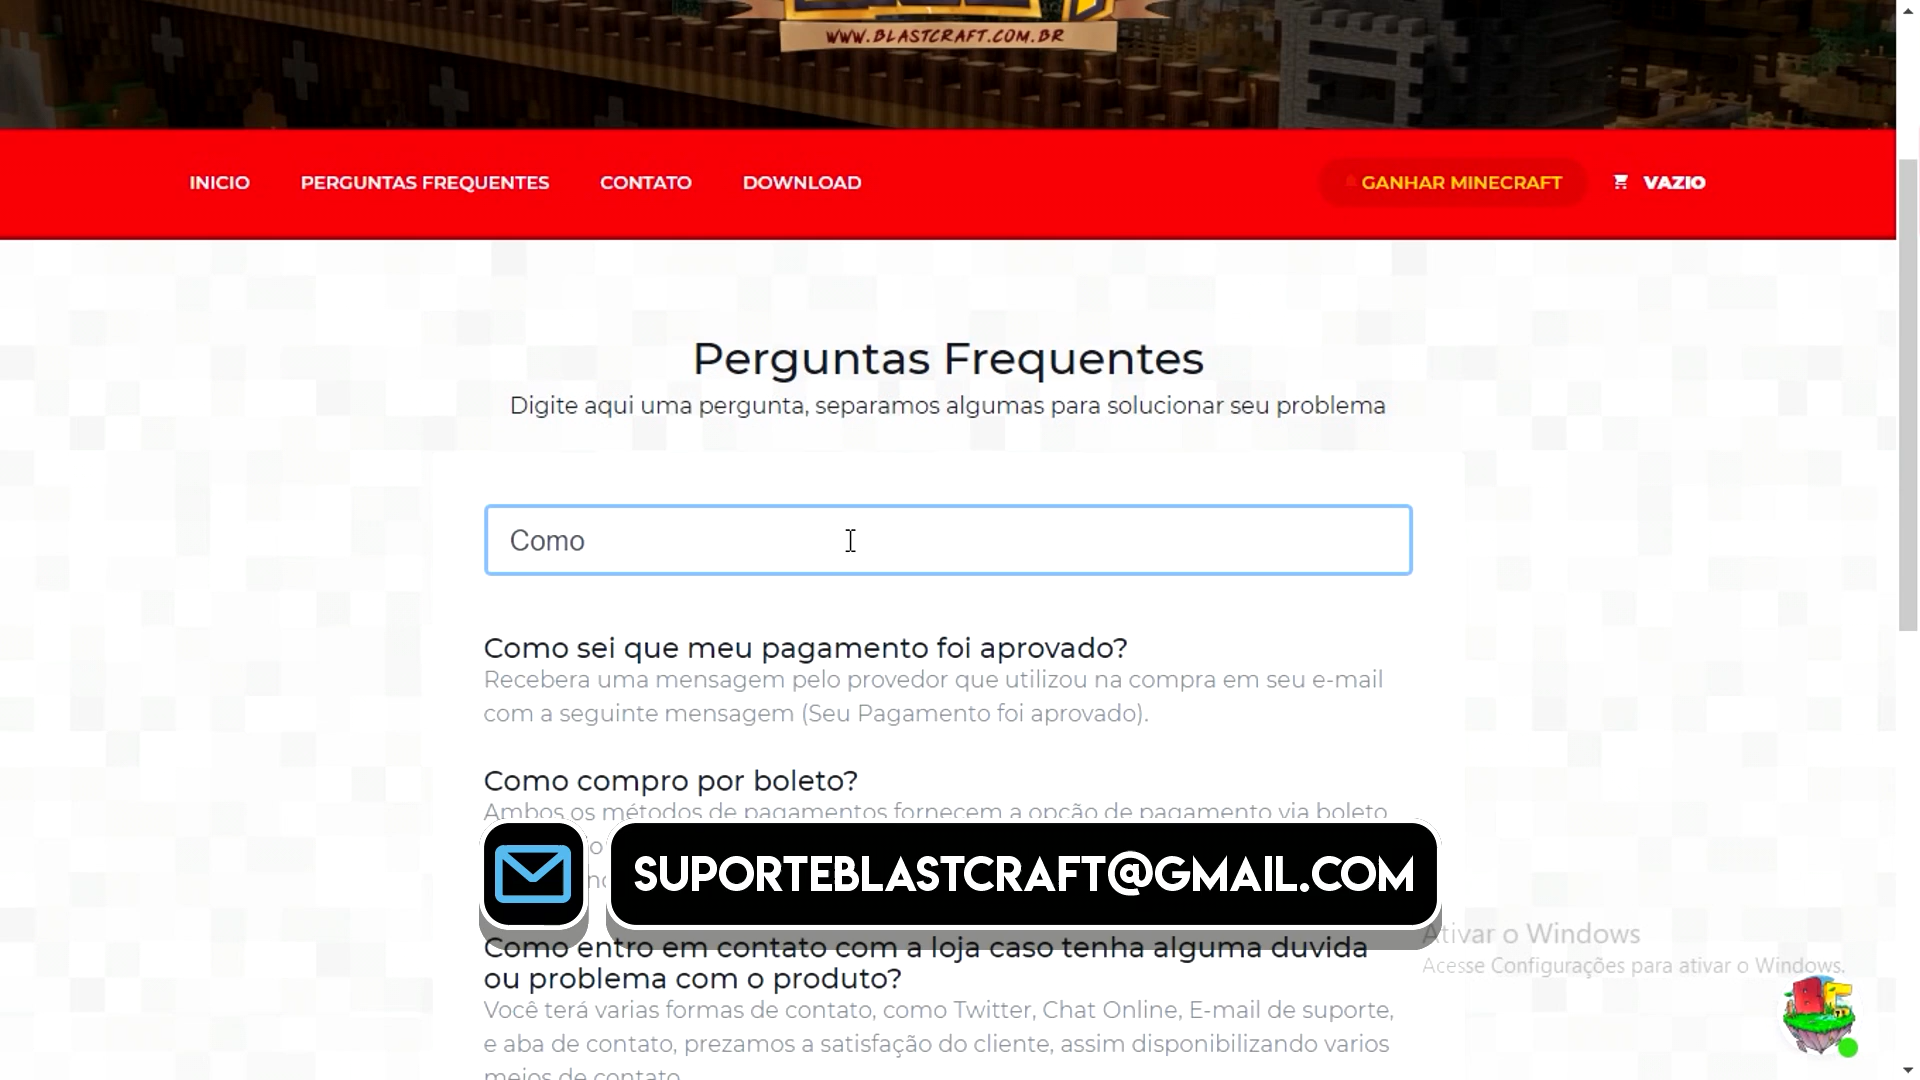 WWW.BLASTCRAFT.COM.BR
INICIO PERGUNTAS FREQUENTES CONTATO DOWNLOAD GANHAR MINECRAFT VAZIO
Perguntas Frequentes
Digite aqui uma pergunta, separamos algumas para solucionar seu problema
Como
Como sei que meu pagamento foi aprovado?
Recebera uma mensagem pelo provedor que utilizou na compra em seu e-mail
com a seguinte mensagem (Seu Pagamento foi aprovado).
Como compro por boleto?
Ambos os métodos de pagamentos fornecem a opção de pagamento via boleto
SUPORTEBLASTCRAFT@GMAIL.COM
Como entro em contato com a loja caso tenha alguma duvida
ou problema com o produto?
Você terá varias formas de contato, como Twitter, Chat Online, E-mail de suporte,
e aba de contato, prezamos a satisfação do cliente, assim disponibilizando varios
meios de contato
Ativar o Windows
Acesse Configurações para ativar o Windows.
BF